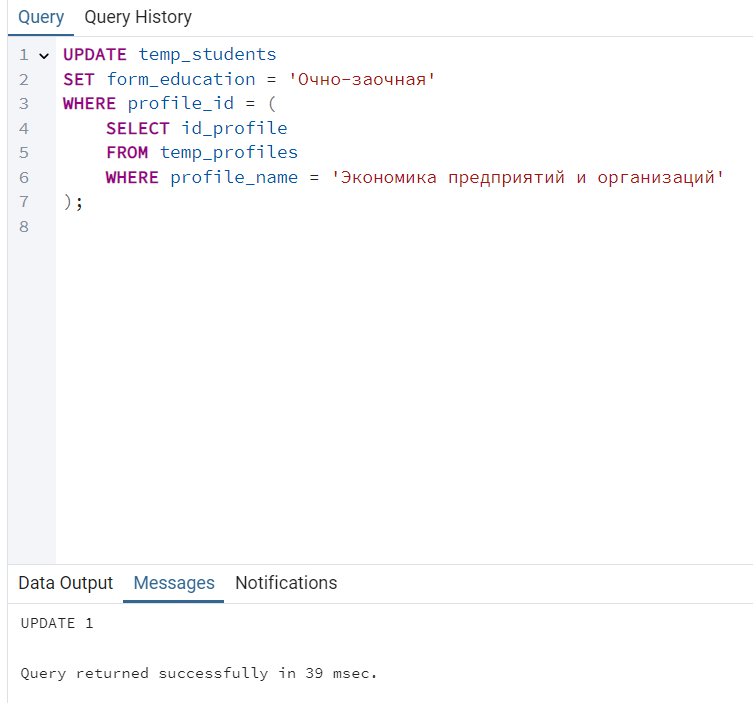 Query Query History
1 UPDATE temp_students
2 SET form_education = 'Очно-заочная'
3 WHERE profile_id = (
4 SELECT id_profile
5 FROM temp_profiles
6 WHERE profile_name = 'Экономика предприятий и организаций'
7 );
8
Data Output Messages Notifications
UPDATE 1
Query returned successfully in 39 msec.